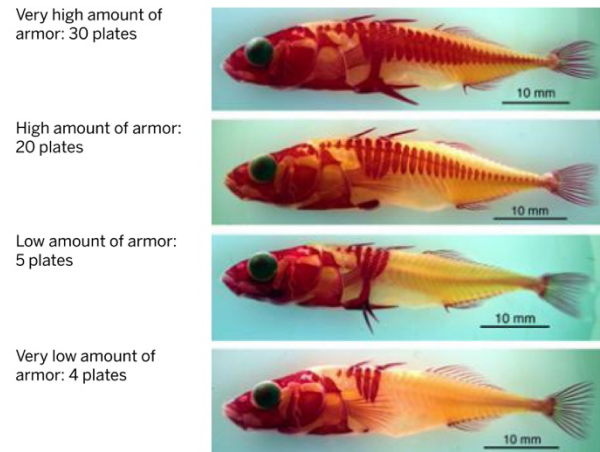 Very high amount of
armor: 30 plates
10 mm
High amount of armor:
20 plates
10 mm
Low amount of armor:
5 plates
10 mm
Very low amount of
armor: 4 plates
10 mm